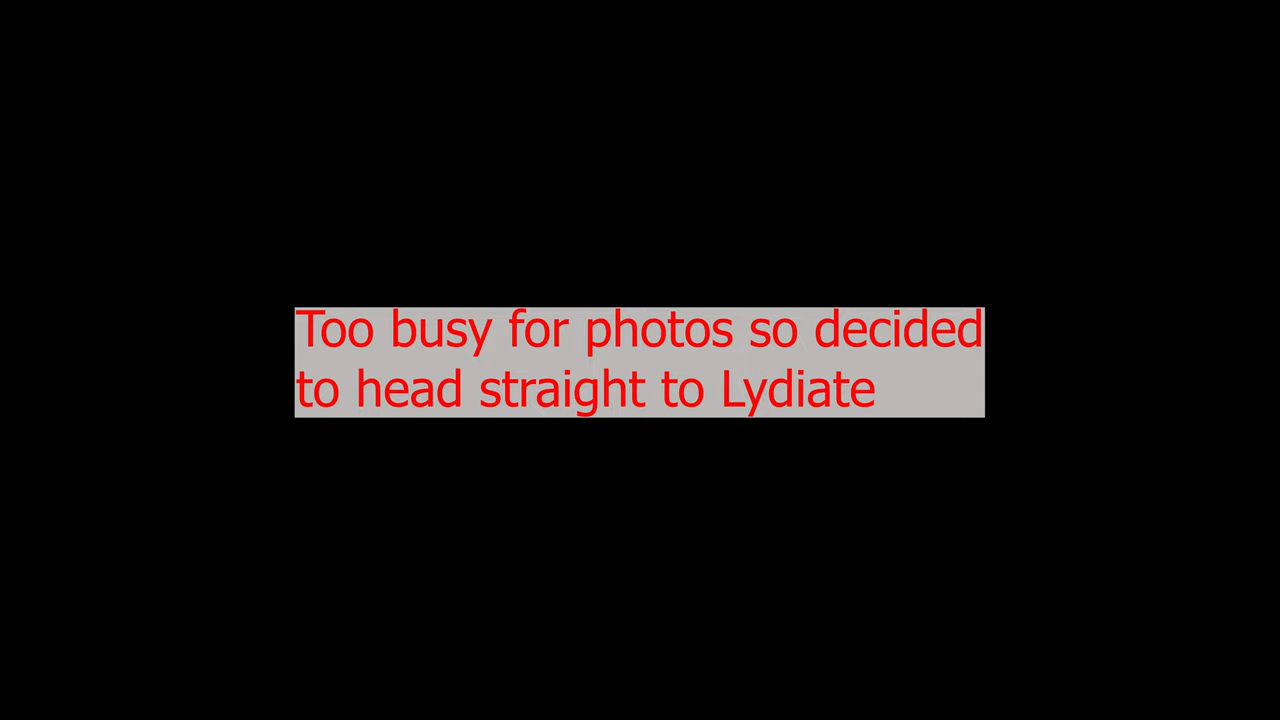 Too busy for photos so decided
to head straight to Lydiate